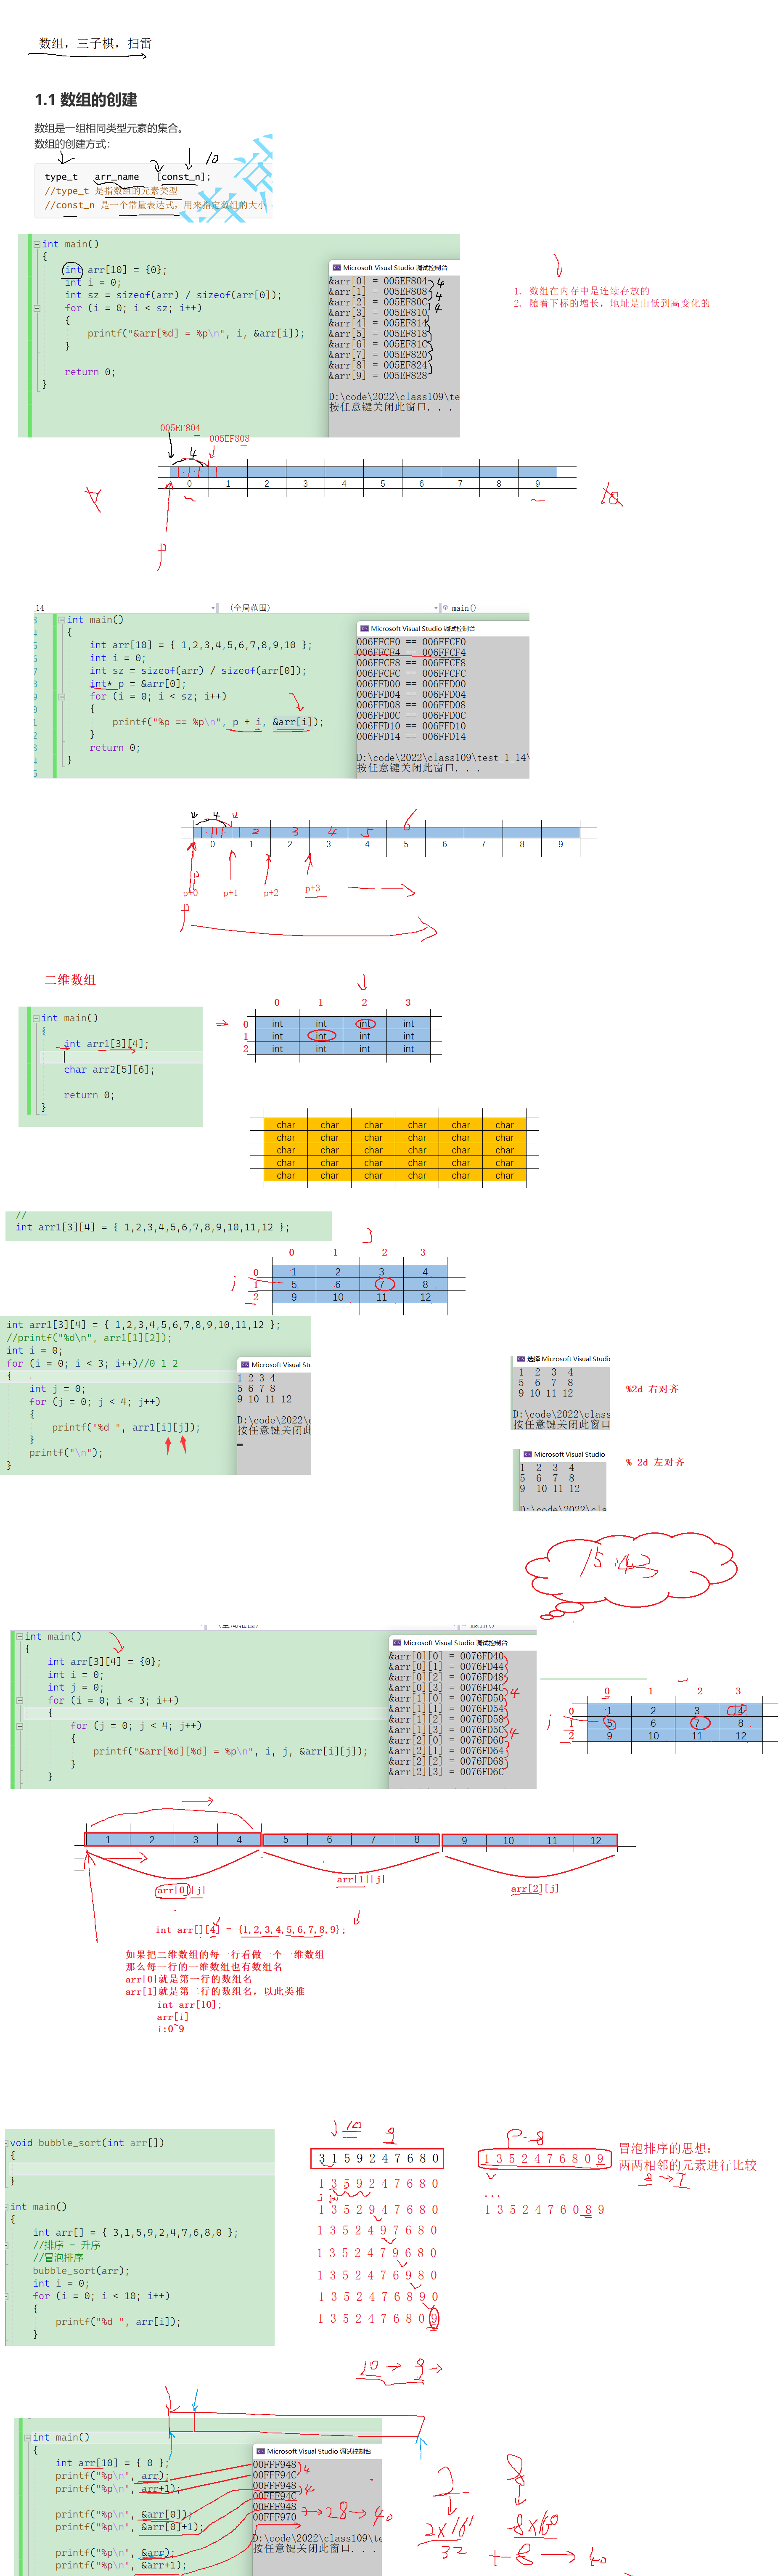 数组，三子棋，扫雷
1.1 数组的创建
数组是一组相同类型元素的集合。
数组的创建方式：
10
type_t   arr_name   [const_n];
//type_t 是指数组的元素类型
//const_n 是一个常量表达式，用来指定数组的大小
int main()
{
int arr[10] = {0};
int i = 0;
int sz = sizeof(arr) / sizeof(arr[0]);
for (i = 0; i < sz; i++)
{
printf("&arr[%d] = %p\n", i, &arr[i]);
}
return 0;
}
Microsoft Visual Studio 调试控制台
&arr[0] = 005EF804
&arr[1] = 005EF808
&arr[2] = 005EF80C
&arr[3] = 005EF810
&arr[4] = 005EF814
&arr[5] = 005EF818
&arr[6] = 005EF81C
&arr[7] = 005EF820
&arr[8] = 005EF824
&arr[9] = 005EF828
4
4
4
D:\code\2022\class109\te
按任意键关闭此窗口. . .
1. 数组在内存中是连续存放的
2. 随着下标的增长，地址是由低到高变化的
005EF804
005EF808
4
0 1 2 3 4 5 6 7 8 9
10
p
_14
(全局范围)
main()
int main()
{
int arr[10] = { 1,2,3,4,5,6,7,8,9,10 };
int i = 0;
int sz = sizeof(arr) / sizeof(arr[0]);
int* p = &arr[0];
for (i = 0; i < sz; i++)
{
printf("%p == %p\n", p + i, &arr[i]);
}
return 0;
}
Microsoft Visual Studio 调试控制台
006FFCF0 == 006FFCF0
006FFCF4 == 006FFCF4
006FFCF8 == 006FFCF8
006FFCFC == 006FFCFC
006FFD00 == 006FFD00
006FFD04 == 006FFD04
006FFD08 == 006FFD08
006FFD0C == 006FFD0C
006FFD10 == 006FFD10
006FFD14 == 006FFD14
D:\code\2022\class109\test_1_14\
按任意键关闭此窗口. . .
4
1 2 3 4 5 6
0 1 2 3 4 5 6 7 8 9
p
p+0 p+1 p+2 p+3
p
二维数组
int main()
{
int arr1[3][4];
char arr2[5][6];
return 0;
}
0 1 2 3
0 int int int int
1 int int int int
2 int int int int
char char char char char char
char char char char char char
char char char char char char
char char char char char char
char char char char char char
//
int arr1[3][4] = { 1,2,3,4,5,6,7,8,9,10,11,12 };
j
0 1 2 3
0 1 2 3 4
i 1 5 6 7 8
2 9 10 11 12
int arr1[3][4] = { 1,2,3,4,5,6,7,8,9,10,11,12 };
//printf("%d\n", arr1[1][2]);
int i = 0;
for (i = 0; i < 3; i++)//0 1 2
{
int j = 0;
for (j = 0; j < 4; j++)
{
printf("%d ", arr1[i][j]);
}
printf("\n");
}
Microsoft Visual Stu
1 2 3 4
5 6 7 8
9 10 11 12
D:\code\2022\c
按任意键关闭此
选择 Microsoft Visual Studio
1  2  3  4
5  6  7  8
9 10 11 12
D:\code\2022\class
按任意键关闭此窗口
%2d 右对齐
Microsoft Visual Studio
1  2  3  4
5  6  7  8
9  10 11 12
D:\code\2022\cla
%-2d 左对齐
15:43
(全局范围)
main()
int main()
{
int arr[3][4] = {0};
int i = 0;
int j = 0;
for (i = 0; i < 3; i++)
{
for (j = 0; j < 4; j++)
{
printf("&arr[%d][%d] = %p\n", i, j, &arr[i][j]);
}
}
Microsoft Visual Studio 调试控制台
&arr[0][0] = 0076FD40
&arr[0][1] = 0076FD44
&arr[0][2] = 0076FD48
&arr[0][3] = 0076FD4C
&arr[1][0] = 0076FD50
&arr[1][1] = 0076FD54
&arr[1][2] = 0076FD58
&arr[1][3] = 0076FD5C
&arr[2][0] = 0076FD60
&arr[2][1] = 0076FD64
&arr[2][2] = 0076FD68
&arr[2][3] = 0076FD6C
4
4
0 1 2 3
0 1 2 3 4
i 1 5 6 7 8
2 9 10 11 12
1 2 3 4 5 6 7 8 9 10 11 12
arr[0][j]
arr[1][j]
arr[2][j]
int arr[][4] = {1,2,3,4,5,6,7,8,9};
如果把二维数组的每一行看做一个一维数组
那么每一行的一维数组也有数组名
arr[0]就是第一行的数组名
arr[1]就是第二行的数组名，以此类推
int arr[10];
arr[i]
i:0~9
void bubble_sort(int arr[])
{
}
int main()
{
int arr[] = { 3,1,5,9,2,4,7,6,8,0 };
//排序 - 升序
//冒泡排序
bubble_sort(arr);
int i = 0;
for (i = 0; i < 10; i++)
{
printf("%d ", arr[i]);
}
10
9
3 1 5 9 2 4 7 6 8 0
1 3 5 9 2 4 7 6 8 0
j j+1
1 3 5 2 9 4 7 6 8 0
1 3 5 2 4 9 7 6 8 0
1 3 5 2 4 7 9 6 8 0
1 3 5 2 4 7 6 9 8 0
1 3 5 2 4 7 6 8 9 0
1 3 5 2 4 7 6 8 0 9
1 3 5 2 4 7 6 8 0 9
...
1 3 5 2 4 7 6 0 8 9
冒泡排序的思想：
两两相邻的元素进行比较
10 → 9 →
int main()
{
int arr[10] = { 0 };
printf("%p\n", arr);
printf("%p\n", arr+1);
printf("%p\n", &arr[0]);
printf("%p\n", &arr[0]+1);
printf("%p\n", &arr);
printf("%p\n", &arr+1);
Microsoft Visual Studio 调试控制台
00FFF948
00FFF94C
00FFF948
00FFF94C
00FFF948
00FFF970
4
4
→ 28 → 40
D:\code\2022\class109\te
按任意键关闭此窗口. . .
2 8
2×16¹ 8×16⁰
32 + 8 → 40